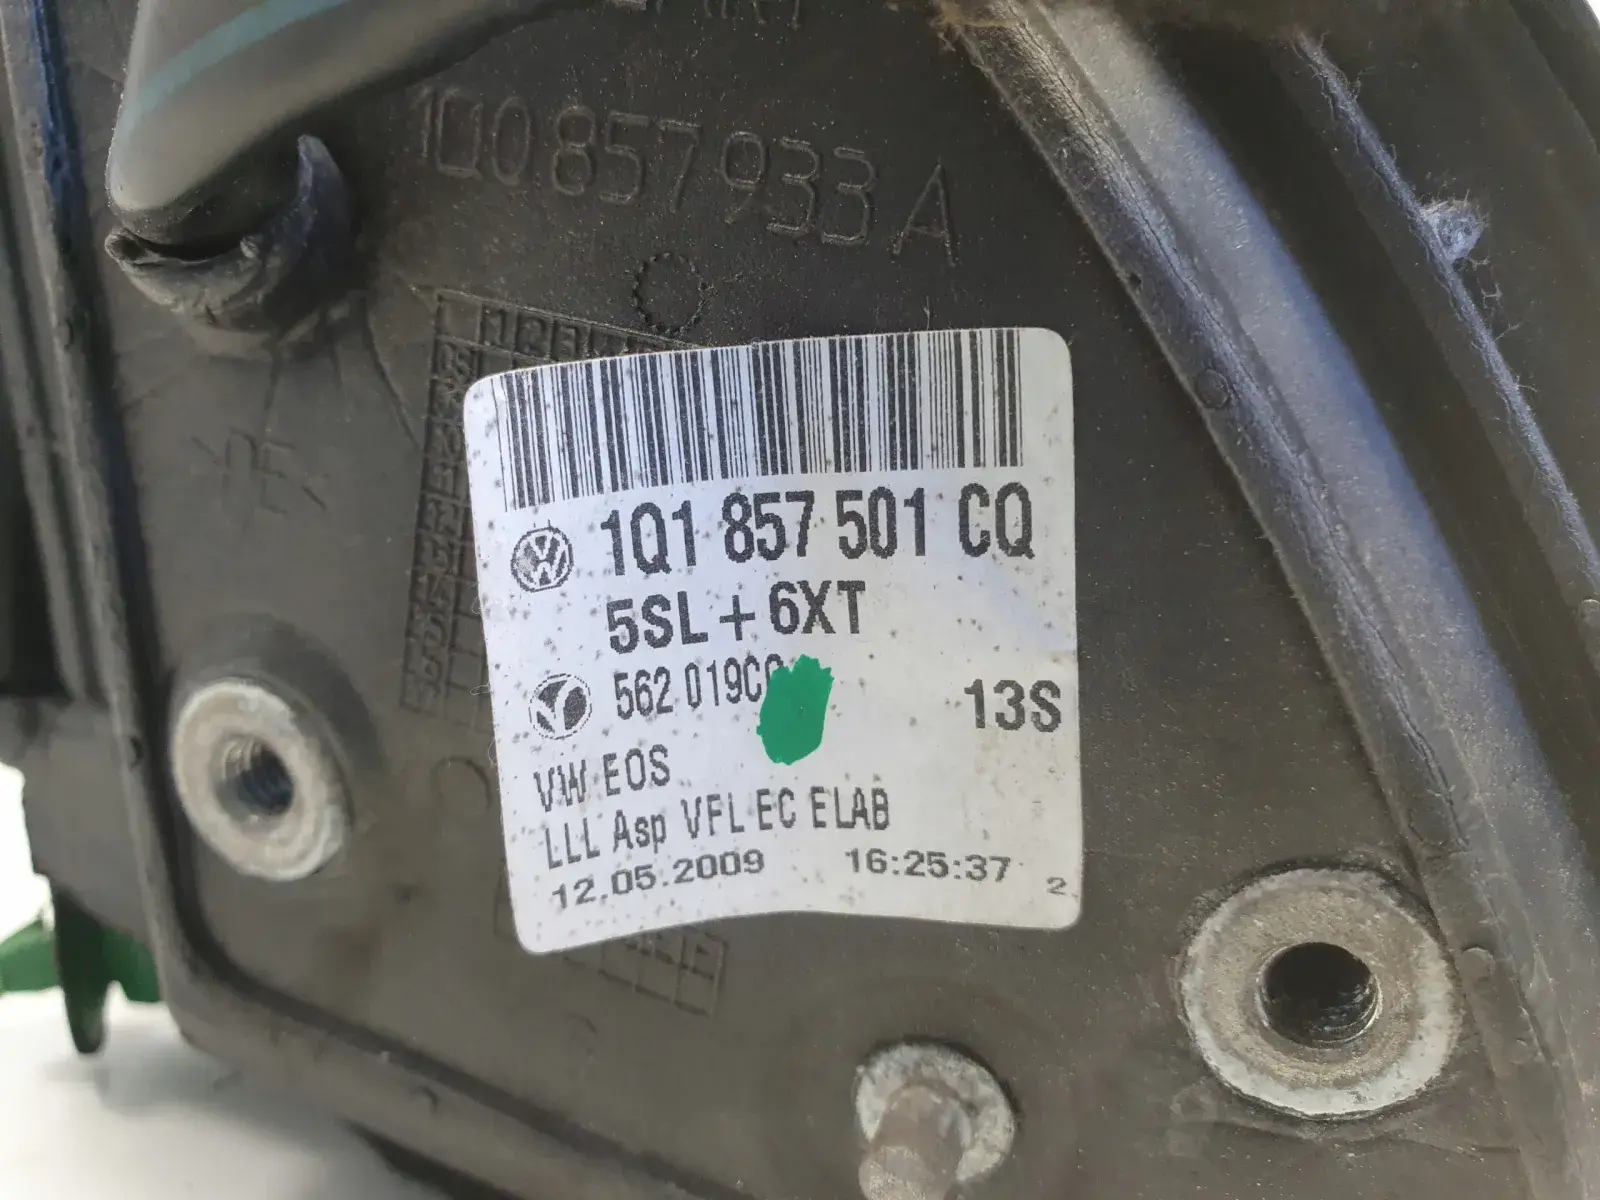 1Q0 857 933 A
1Q1 857 501 CQ
5SL + 6XT
562 019
13S
VW EOS
LLL Asp VFL EC ELAB
12.05.2009 16:25:37 2